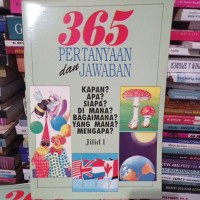 365
PERTANYAAN
dan JAWABAN
KAPAN?
APA?
SIAPA?
DI MANA?
BAGAIMANA?
YANG MANA?
MENGAPA?
Jilid 1